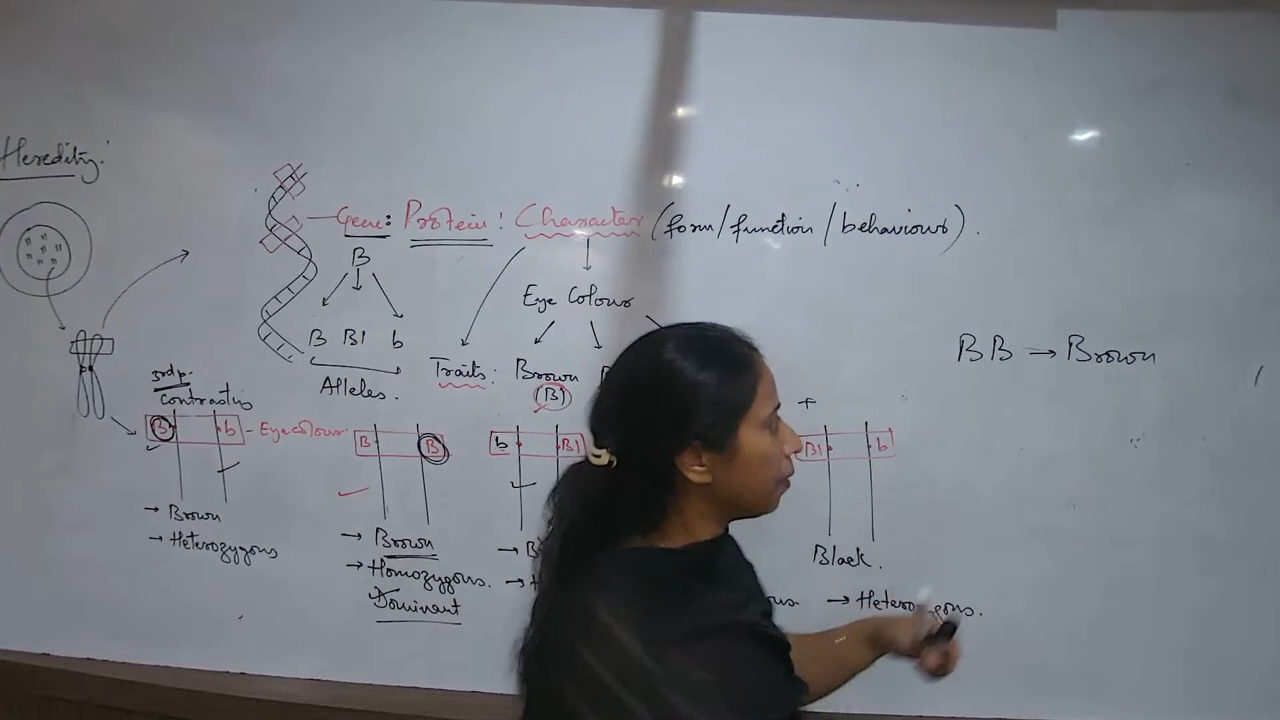 Heredity:
Gene: Protein: Character (form/function/behaviours).
B
Eye Colour
B B1 b
Alleles.
Traits: Brown
(B)
BB → Brown
3rd p.
contrasting
B b - Eye colour
B B
b B1
+
B1 b
→ Brown
→ Heterozygous
→ Brown
→ Homozygous.
Dominant
→ B
→ H
Black.
ous → Heterozygous.